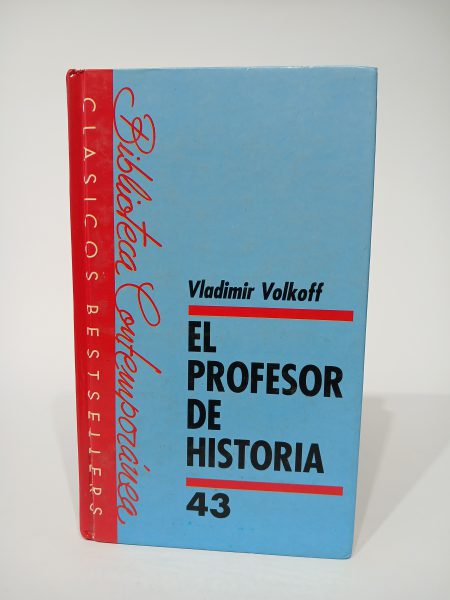 CLASICOS BESTSELLERS
Biblioteca Contemporánea
Vladimir Volkoff
EL
PROFESOR
DE
HISTORIA
43